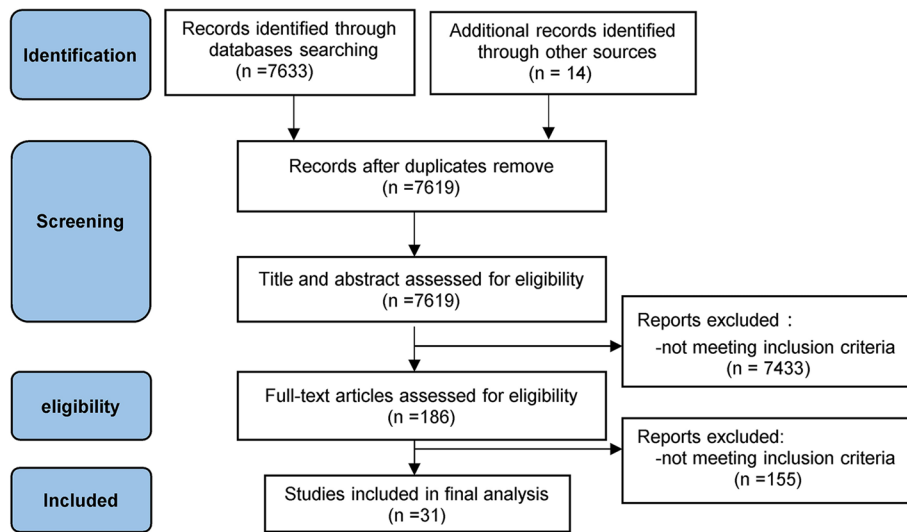 Identification
Records identified through
databases searching
(n =7633)
Additional records identified
through other sources
(n = 14)
Screening
Records after duplicates remove
(n =7619)
Title and abstract assessed for eligibility
(n =7619)
Reports excluded :
-not meeting inclusion criteria
(n = 7433)
eligibility
Full-text articles assessed for eligibility
(n =186)
Reports excluded:
-not meeting inclusion criteria
(n =155)
Included
Studies included in final analysis
(n =31)